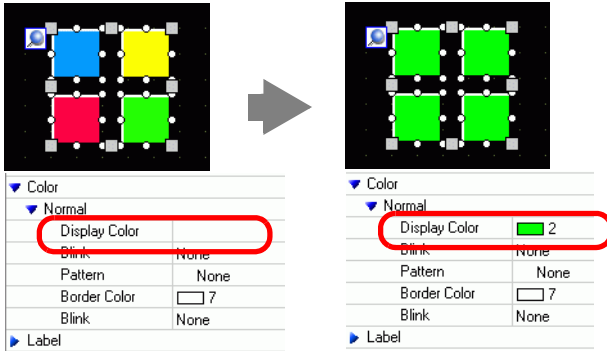 Color
Normal
Display Color
Blink None
Pattern None
Border Color 7
Blink None
Label
Color
Normal
Display Color 2
Blink None
Pattern None
Border Color 7
Blink None
Label